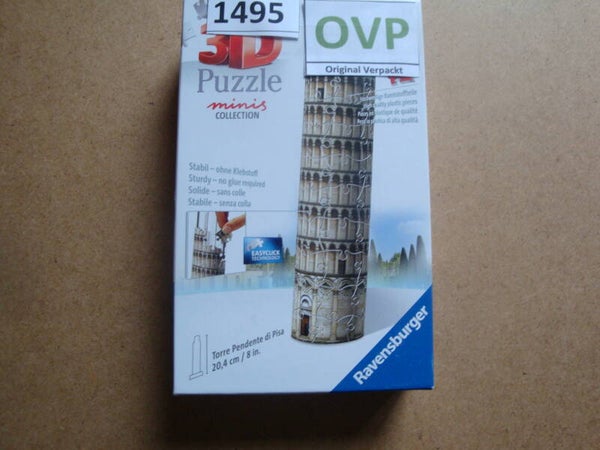 1495
OVP
Original Verpackt
3D
Puzzle
minis
COLLECTION
Stabil – ohne Klebstoff
Sturdy – no glue required
Solide – sans colle
Stabile – senza colla
EASYCLICK
TECHNOLOGY
Torre Pendente di Pisa
20,4 cm / 8 in.
Ravensburger